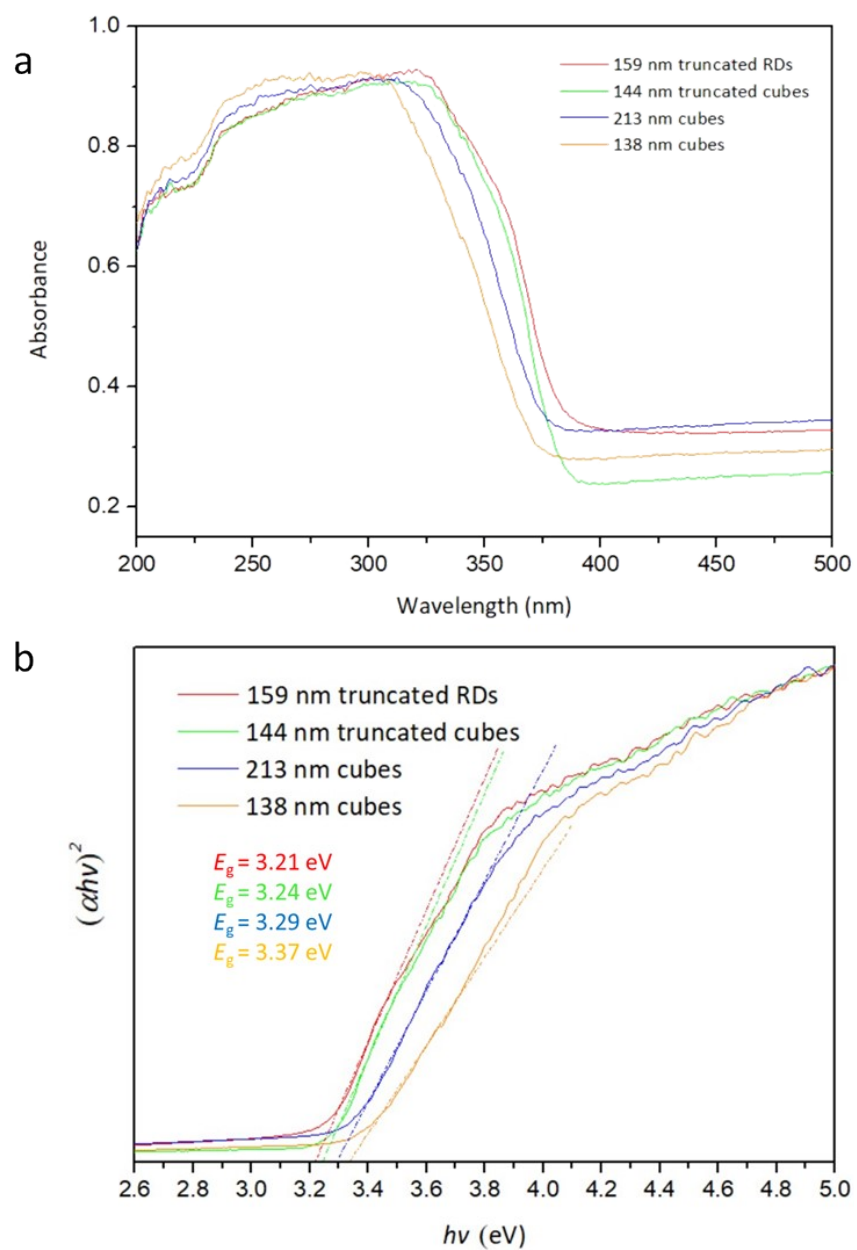 a
1.0
0.8
0.6
0.4
0.2
Absorbance
159 nm truncated RDs
144 nm truncated cubes
213 nm cubes
138 nm cubes
200 250 300 350 400 450 500
Wavelength (nm)
b
159 nm truncated RDs
144 nm truncated cubes
213 nm cubes
138 nm cubes
Eg = 3.21 eV
Eg = 3.24 eV
Eg = 3.29 eV
Eg = 3.37 eV
(αhν)²
2.6 2.8 3.0 3.2 3.4 3.6 3.8 4.0 4.2 4.4 4.6 4.8 5.0
hν (eV)